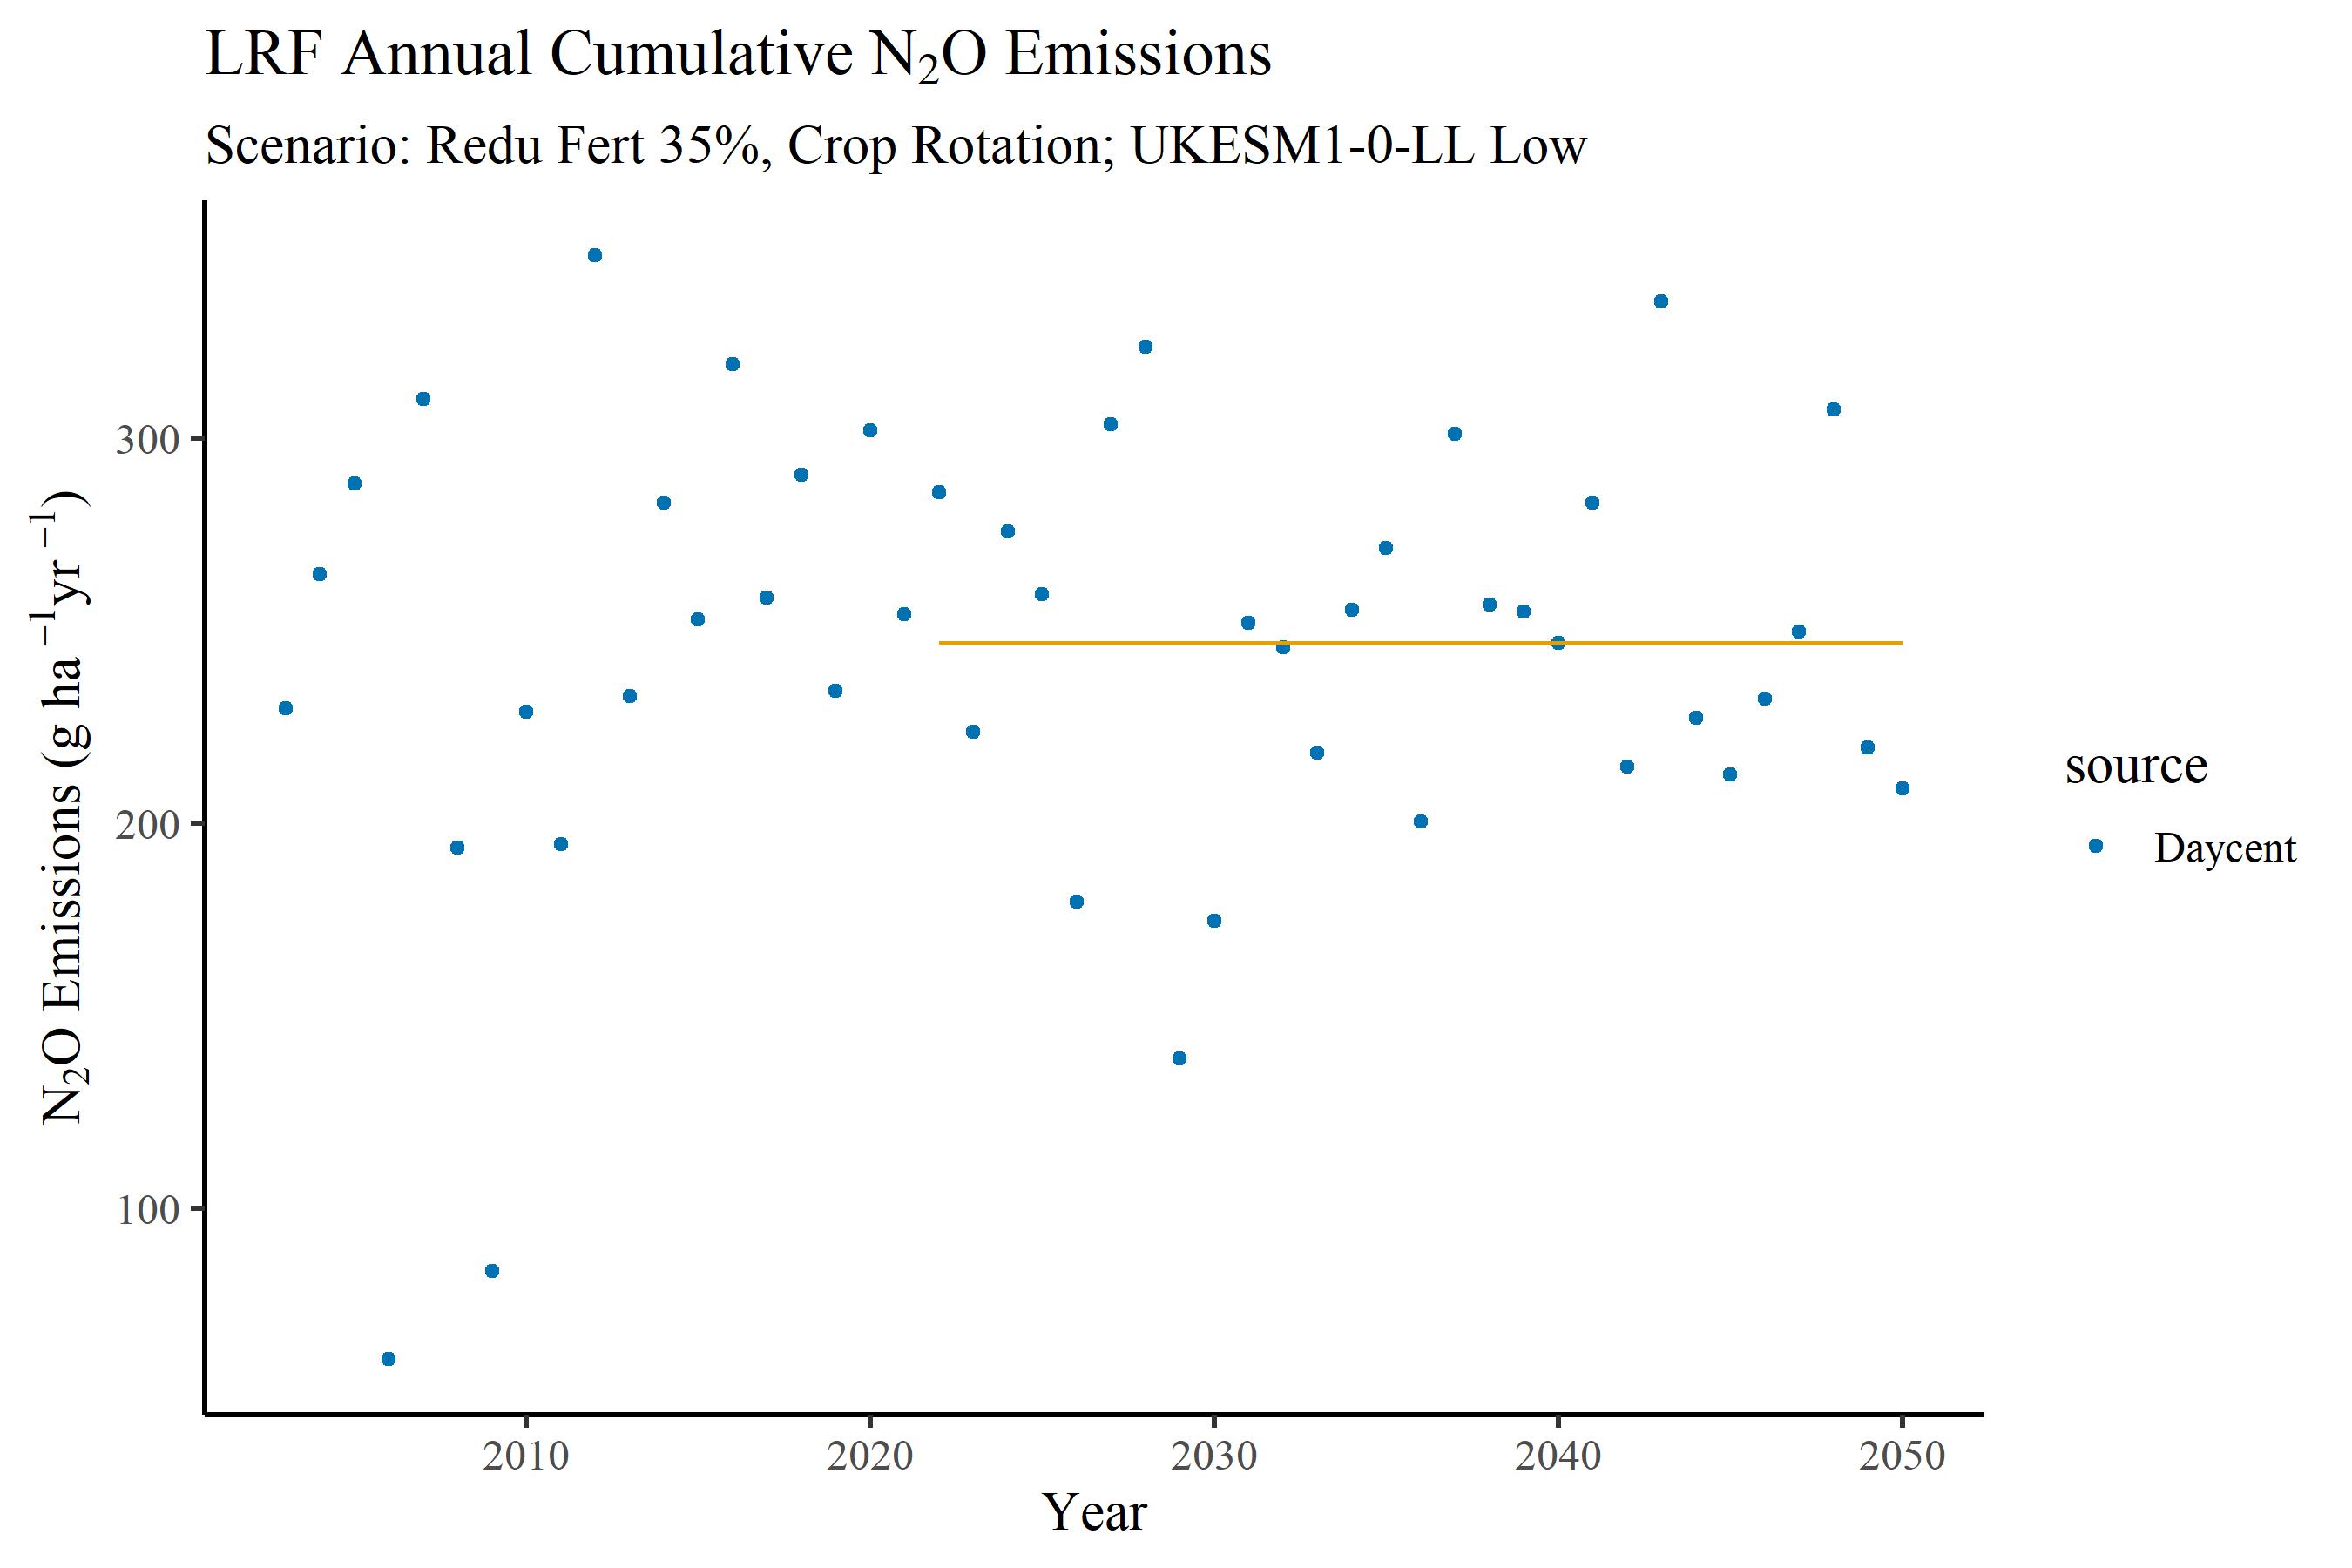 LRF Annual Cumulative N₂O Emissions
Scenario: Redu Fert 35%, Crop Rotation; UKESM1-0-LL Low
N₂O Emissions (g ha ⁻¹yr ⁻¹)
300
200
100
2010 2020 2030 2040 2050
Year
source
Daycent